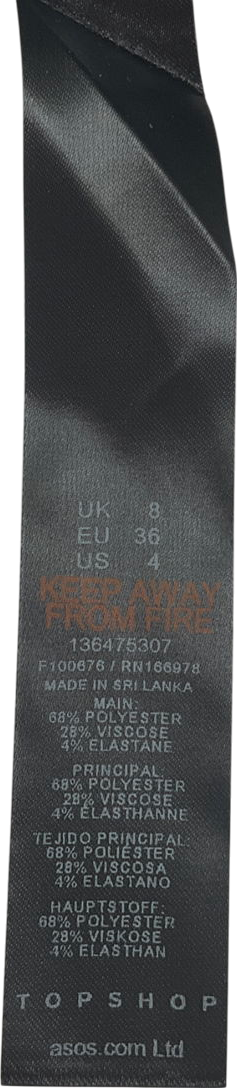 UK 8
EU 36
US 4
KEEP AWAY
FROM FIRE
136475307
F100676 / RN166978
MADE IN SRI LANKA
MAIN:
68% POLYESTER
28% VISCOSE
4% ELASTANE
PRINCIPAL:
68% POLYESTER
28% VISCOSE
4% ÉLASTHANNE
TEJIDO PRINCIPAL:
68% POLIÉSTER
28% VISCOSA
4% ELASTANO
HAUPTSTOFF:
68% POLYESTER
28% VISKOSE
4% ELASTHAN
TOPSHOP
asos.com Ltd